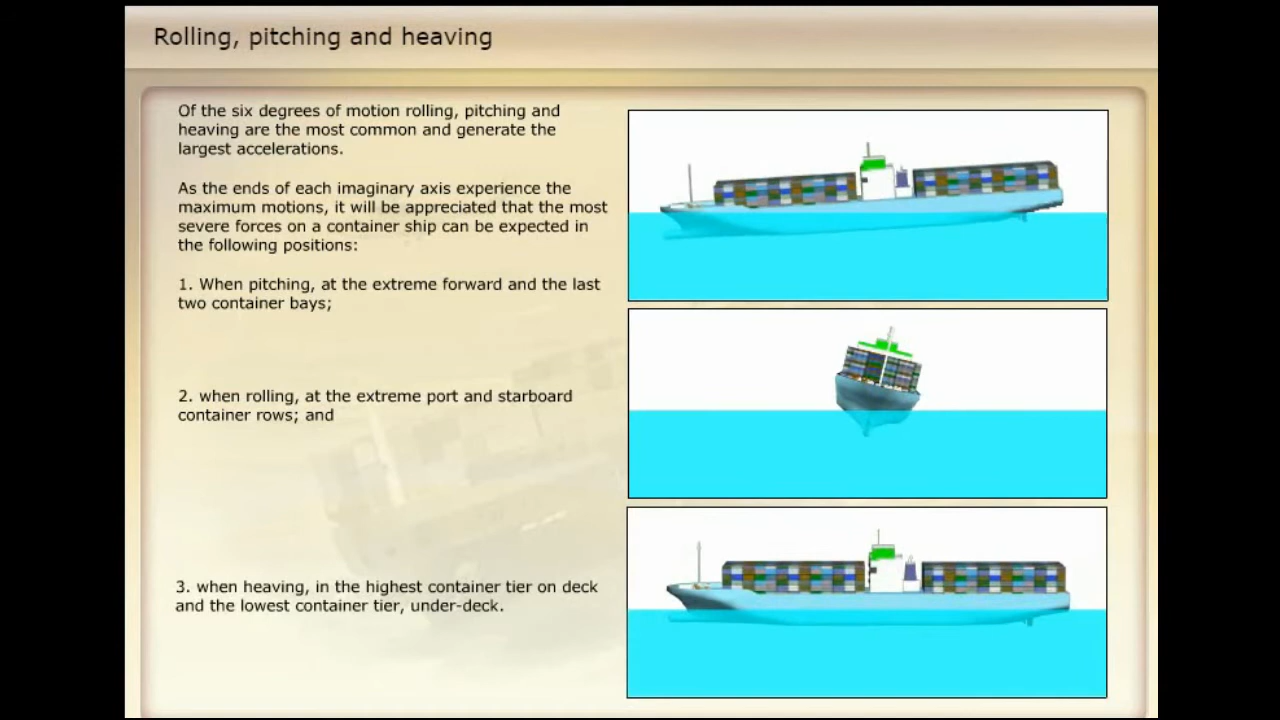 Rolling, pitching and heaving
Of the six degrees of motion rolling, pitching and
heaving are the most common and generate the
largest accelerations.
As the ends of each imaginary axis experience the
maximum motions, it will be appreciated that the most
severe forces on a container ship can be expected in
the following positions:
1. When pitching, at the extreme forward and the last
two container bays;
2. when rolling, at the extreme port and starboard
container rows; and
3. when heaving, in the highest container tier on deck
and the lowest container tier, under-deck.